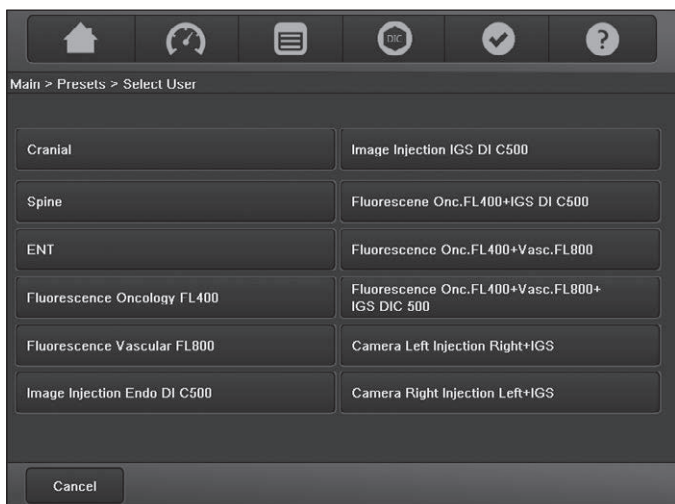 DIC
?
Main > Presets > Select User
Cranial
Image Injection IGS DI C500
Spine
Fluorescene Onc.FL400+IGS DI C500
ENT
Fluorescence Onc.FL400+Vasc.FL800
Fluorescence Oncology FL400
Fluorescence Onc.FL400+Vasc.FL800+
IGS DIC 500
Fluorescence Vascular FL800
Camera Left Injection Right+IGS
Image Injection Endo DI C500
Camera Right Injection Left+IGS
Cancel